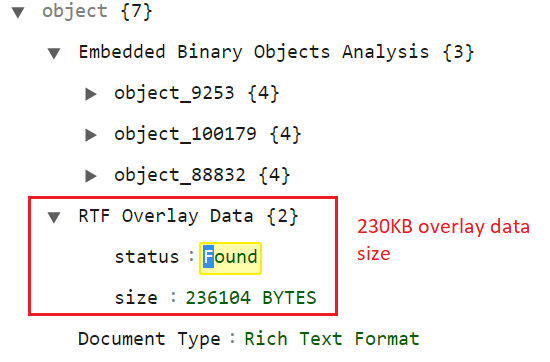 object {7}
Embedded Binary Objects Analysis {3}
object_9253 {4}
object_100179 {4}
object_88832 {4}
RTF Overlay Data {2}
status : Found
size : 236104 BYTES
230KB overlay data
size
Document Type : Rich Text Format